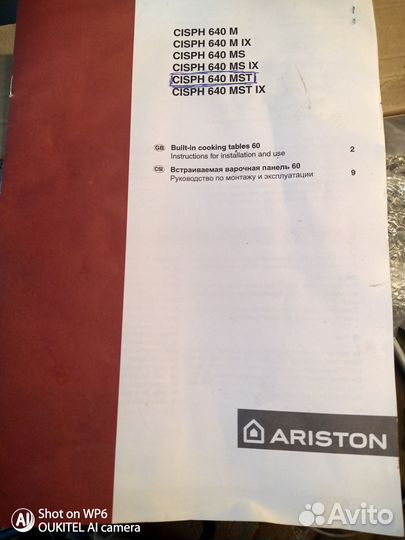 CISPH 640 M
CISPH 640 M IX
CISPH 640 MS
CISPH 640 MS IX
CISPH 640 MST
CISPH 640 MST IX
GB Built-in cooking tables 60
Instructions for installation and use 2
CSI Встраиваемая варочная панель 60
Руководство по монтажу и эксплуатации 9
ARISTON
AI Shot on WP6
OUKITEL AI camera
Avito